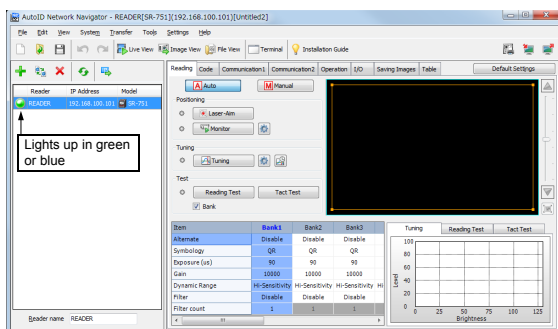 AutoID Network Navigator - READER[SR-751](192.168.100.101)[Untitled2]
File Edit View System Transfer Tools Settings Help
Live View Image View File View Terminal Installation Guide
Reader IP Address Model
READER 192.168.100.101 SR-751
Lights up in green
or blue
Reader name READER
Reading Code Communication1 Communication2 Operation I/O Saving Images Table Default Settings
Auto Manual
Positioning
Laser-Aim
Monitor
Tuning
Tuning
Test
Reading Test Tact Test
Bank
Item Bank1 Bank2 Bank3
Alternate Disable Disable Disable
Symbology QR QR QR
Exposure (us) 90 90 90
Gain 10000 10000 10000
Dynamic Range Hi-Sensitivity Hi-Sensitivity Hi-Sensitivity Hi
Filter Disable Disable Disable
Filter count 1 1 1
Tuning Reading Test Tact Test
Level
100
80
60
40
20
0
0 25 50 75 100 125
Brightness